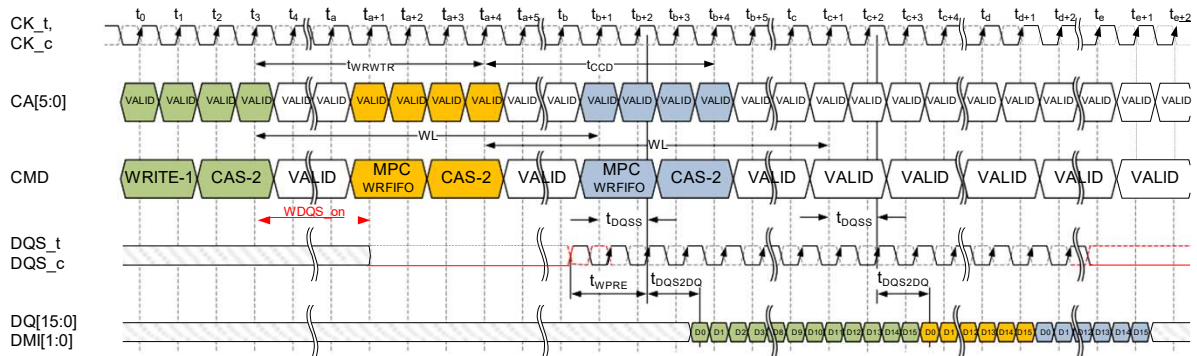 t0 t1 t2 t3 t4 ta ta+1 ta+2 ta+3 ta+4 ta+5 tb tb+1 tb+2 tb+3 tb+4 tb+5 tc tc+1 tc+2 tc+3 tc+4 td td+1 td+2 te te+1 te+2
CK_t,
CK_c
tWRWTR tCCD
CA[5:0] VALID VALID VALID VALID VALID VALID VALID VALID VALID VALID VALID VALID VALID VALID VALID VALID VALID VALID VALID VALID VALID VALID VALID VALID VALID VALID VALID VALID
WL WL
CMD WRITE-1 CAS-2 VALID MPC WRFIFO CAS-2 VALID MPC WRFIFO CAS-2 VALID VALID VALID VALID VALID VALID
WDQS_on tDQSS tDQSS
DQS_t
DQS_c
tWPRE tDQS2DQ tDQS2DQ
DQ[15:0]
DMI[1:0]
D0 D1 D2 D3 D8 D9 D10 D11 D12 D13 D14 D15 D0 D1 D12 D13 D14 D15 D0 D1 D12 D13 D14 D15